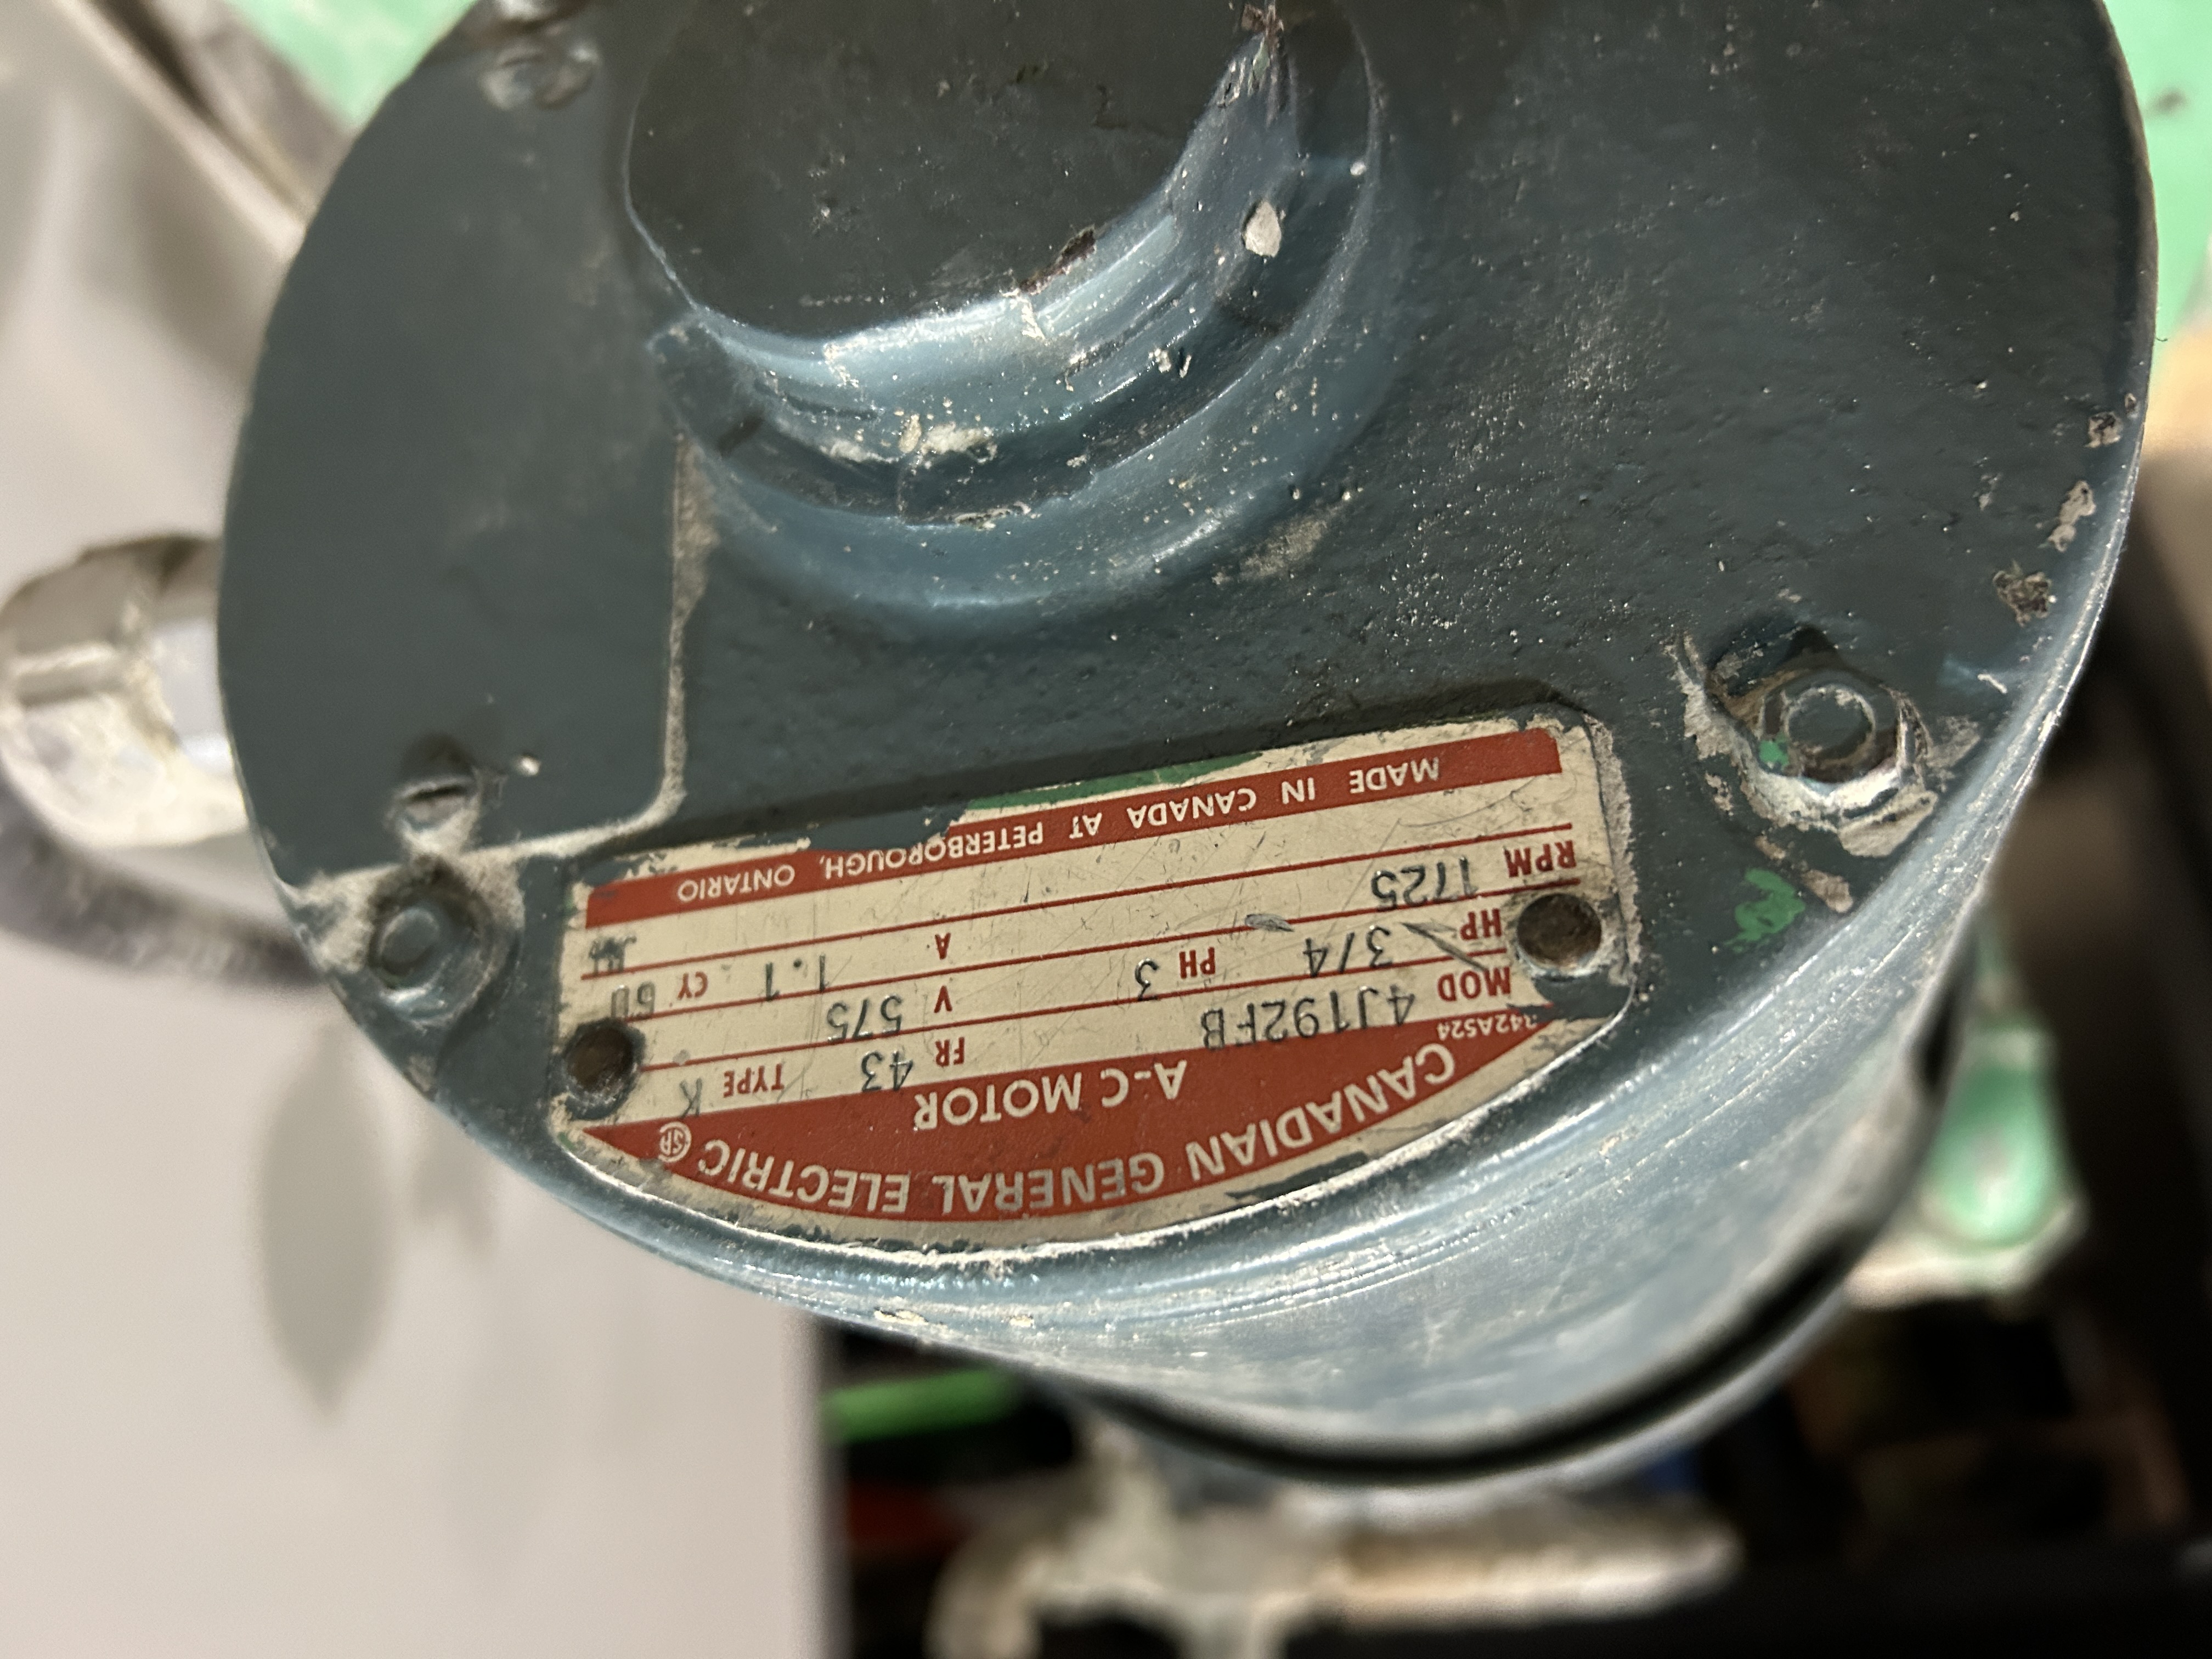 CANADIAN GENERAL ELECTRIC
A-C MOTOR
342A524
MOD 4J192FB FR 43 TYPE K
HP 3/4 PH 3 V 575 CY 60
RPM 1725 A 1.1
MADE IN CANADA AT PETERBOROUGH, ONTARIO